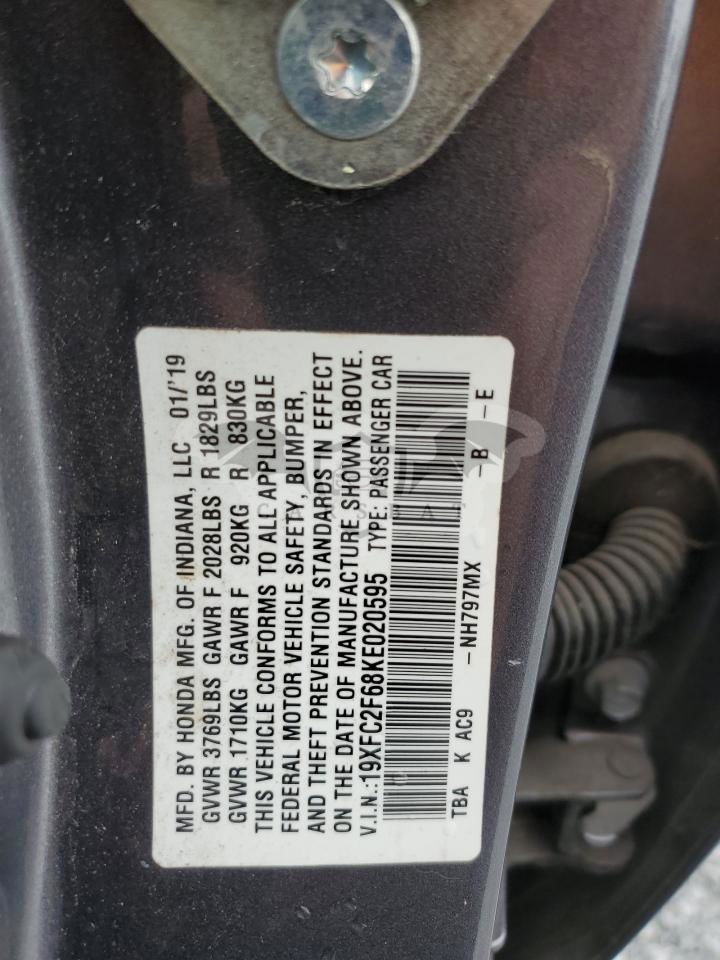 MFD. BY HONDA MFG. OF INDIANA, LLC 01/'19
GVWR 3769LBS GAWR F 2028LBS R 1829LBS
GVWR 1710KG GAWR F 920KG R 830KG
THIS VEHICLE CONFORMS TO ALL APPLICABLE
FEDERAL MOTOR VEHICLE SAFETY, BUMPER,
AND THEFT PREVENTION STANDARDS IN EFFECT
ON THE DATE OF MANUFACTURE SHOWN ABOVE.
V.I.N.: 19XFC2F68KE020595 TYPE: PASSENGER CAR
TBA K AC9 -NH797MX -B -E